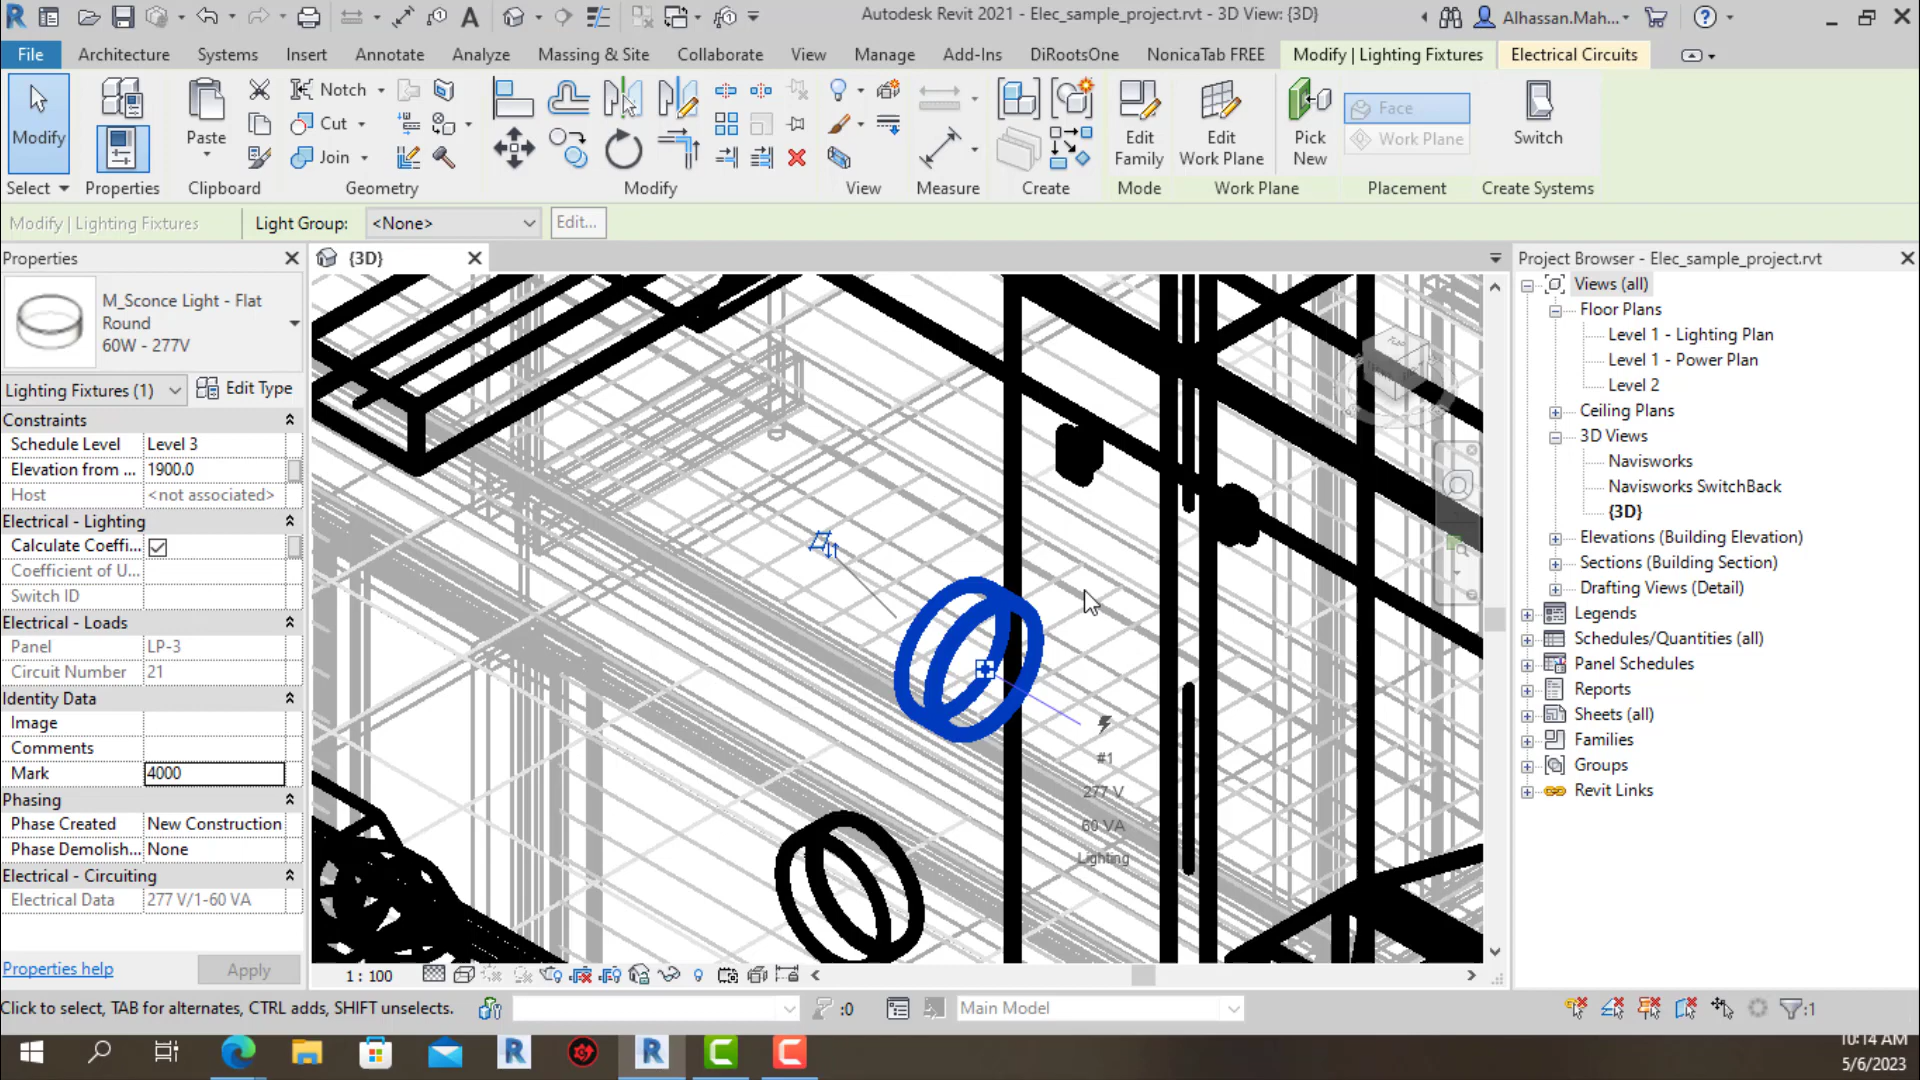 Autodesk Revit 2021 - Elec_sample_project.rvt - 3D View: {3D}
Alhassan.Mah...
File Architecture Systems Insert Annotate Analyze Massing & Site Collaborate View Manage Add-Ins DiRootsOne NonicaTab FREE Modify | Lighting Fixtures Electrical Circuits
Modify
Paste
Notch
Cut
Join
Edit Family
Edit Work Plane
Pick New
Face
Work Plane
Switch
Select Properties Clipboard Geometry Modify View Measure Create Mode Work Plane Placement Create Systems
Modify | Lighting Fixtures Light Group: <None> Edit...
Properties
{3D}
Project Browser - Elec_sample_project.rvt
M_Sconce Light - Flat
Round
60W - 277V
Lighting Fixtures (1) Edit Type
Constraints
Schedule Level Level 3
Elevation from ... 1900.0
Host <not associated>
Electrical - Lighting
Calculate Coeffi...
Coefficient of U...
Switch ID
Electrical - Loads
Panel LP-3
Circuit Number 21
Identity Data
Image
Comments
Mark 4000
Phasing
Phase Created New Construction
Phase Demolish... None
Electrical - Circuiting
Electrical Data 277 V/1-60 VA
Properties help Apply
#1
277 V
60 VA
Lighting
Views (all)
Floor Plans
Level 1 - Lighting Plan
Level 1 - Power Plan
Level 2
Ceiling Plans
3D Views
Navisworks
Navisworks SwitchBack
{3D}
Elevations (Building Elevation)
Sections (Building Section)
Drafting Views (Detail)
Legends
Schedules/Quantities (all)
Panel Schedules
Reports
Sheets (all)
Families
Groups
Revit Links
1 : 100
Click to select, TAB for alternates, CTRL adds, SHIFT unselects. :0 Main Model :1
10:14 AM
5/6/2023